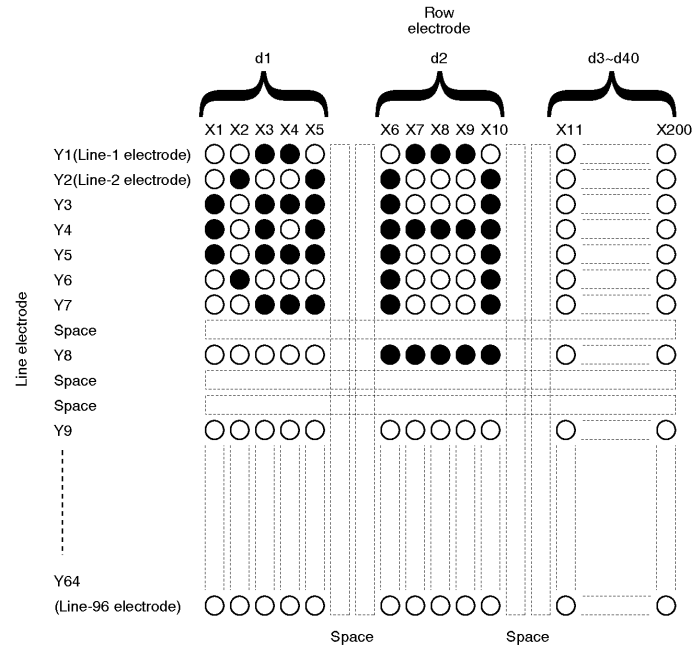 Row
electrode
d1 d2 d3~d40
X1 X2 X3 X4 X5 X6 X7 X8 X9 X10 X11 X200
Y1(Line-1 electrode)
Y2(Line-2 electrode)
Y3
Y4
Y5
Y6
Y7
Space
Y8
Space
Space
Y9
Line electrode
Y64
(Line-96 electrode)
Space Space